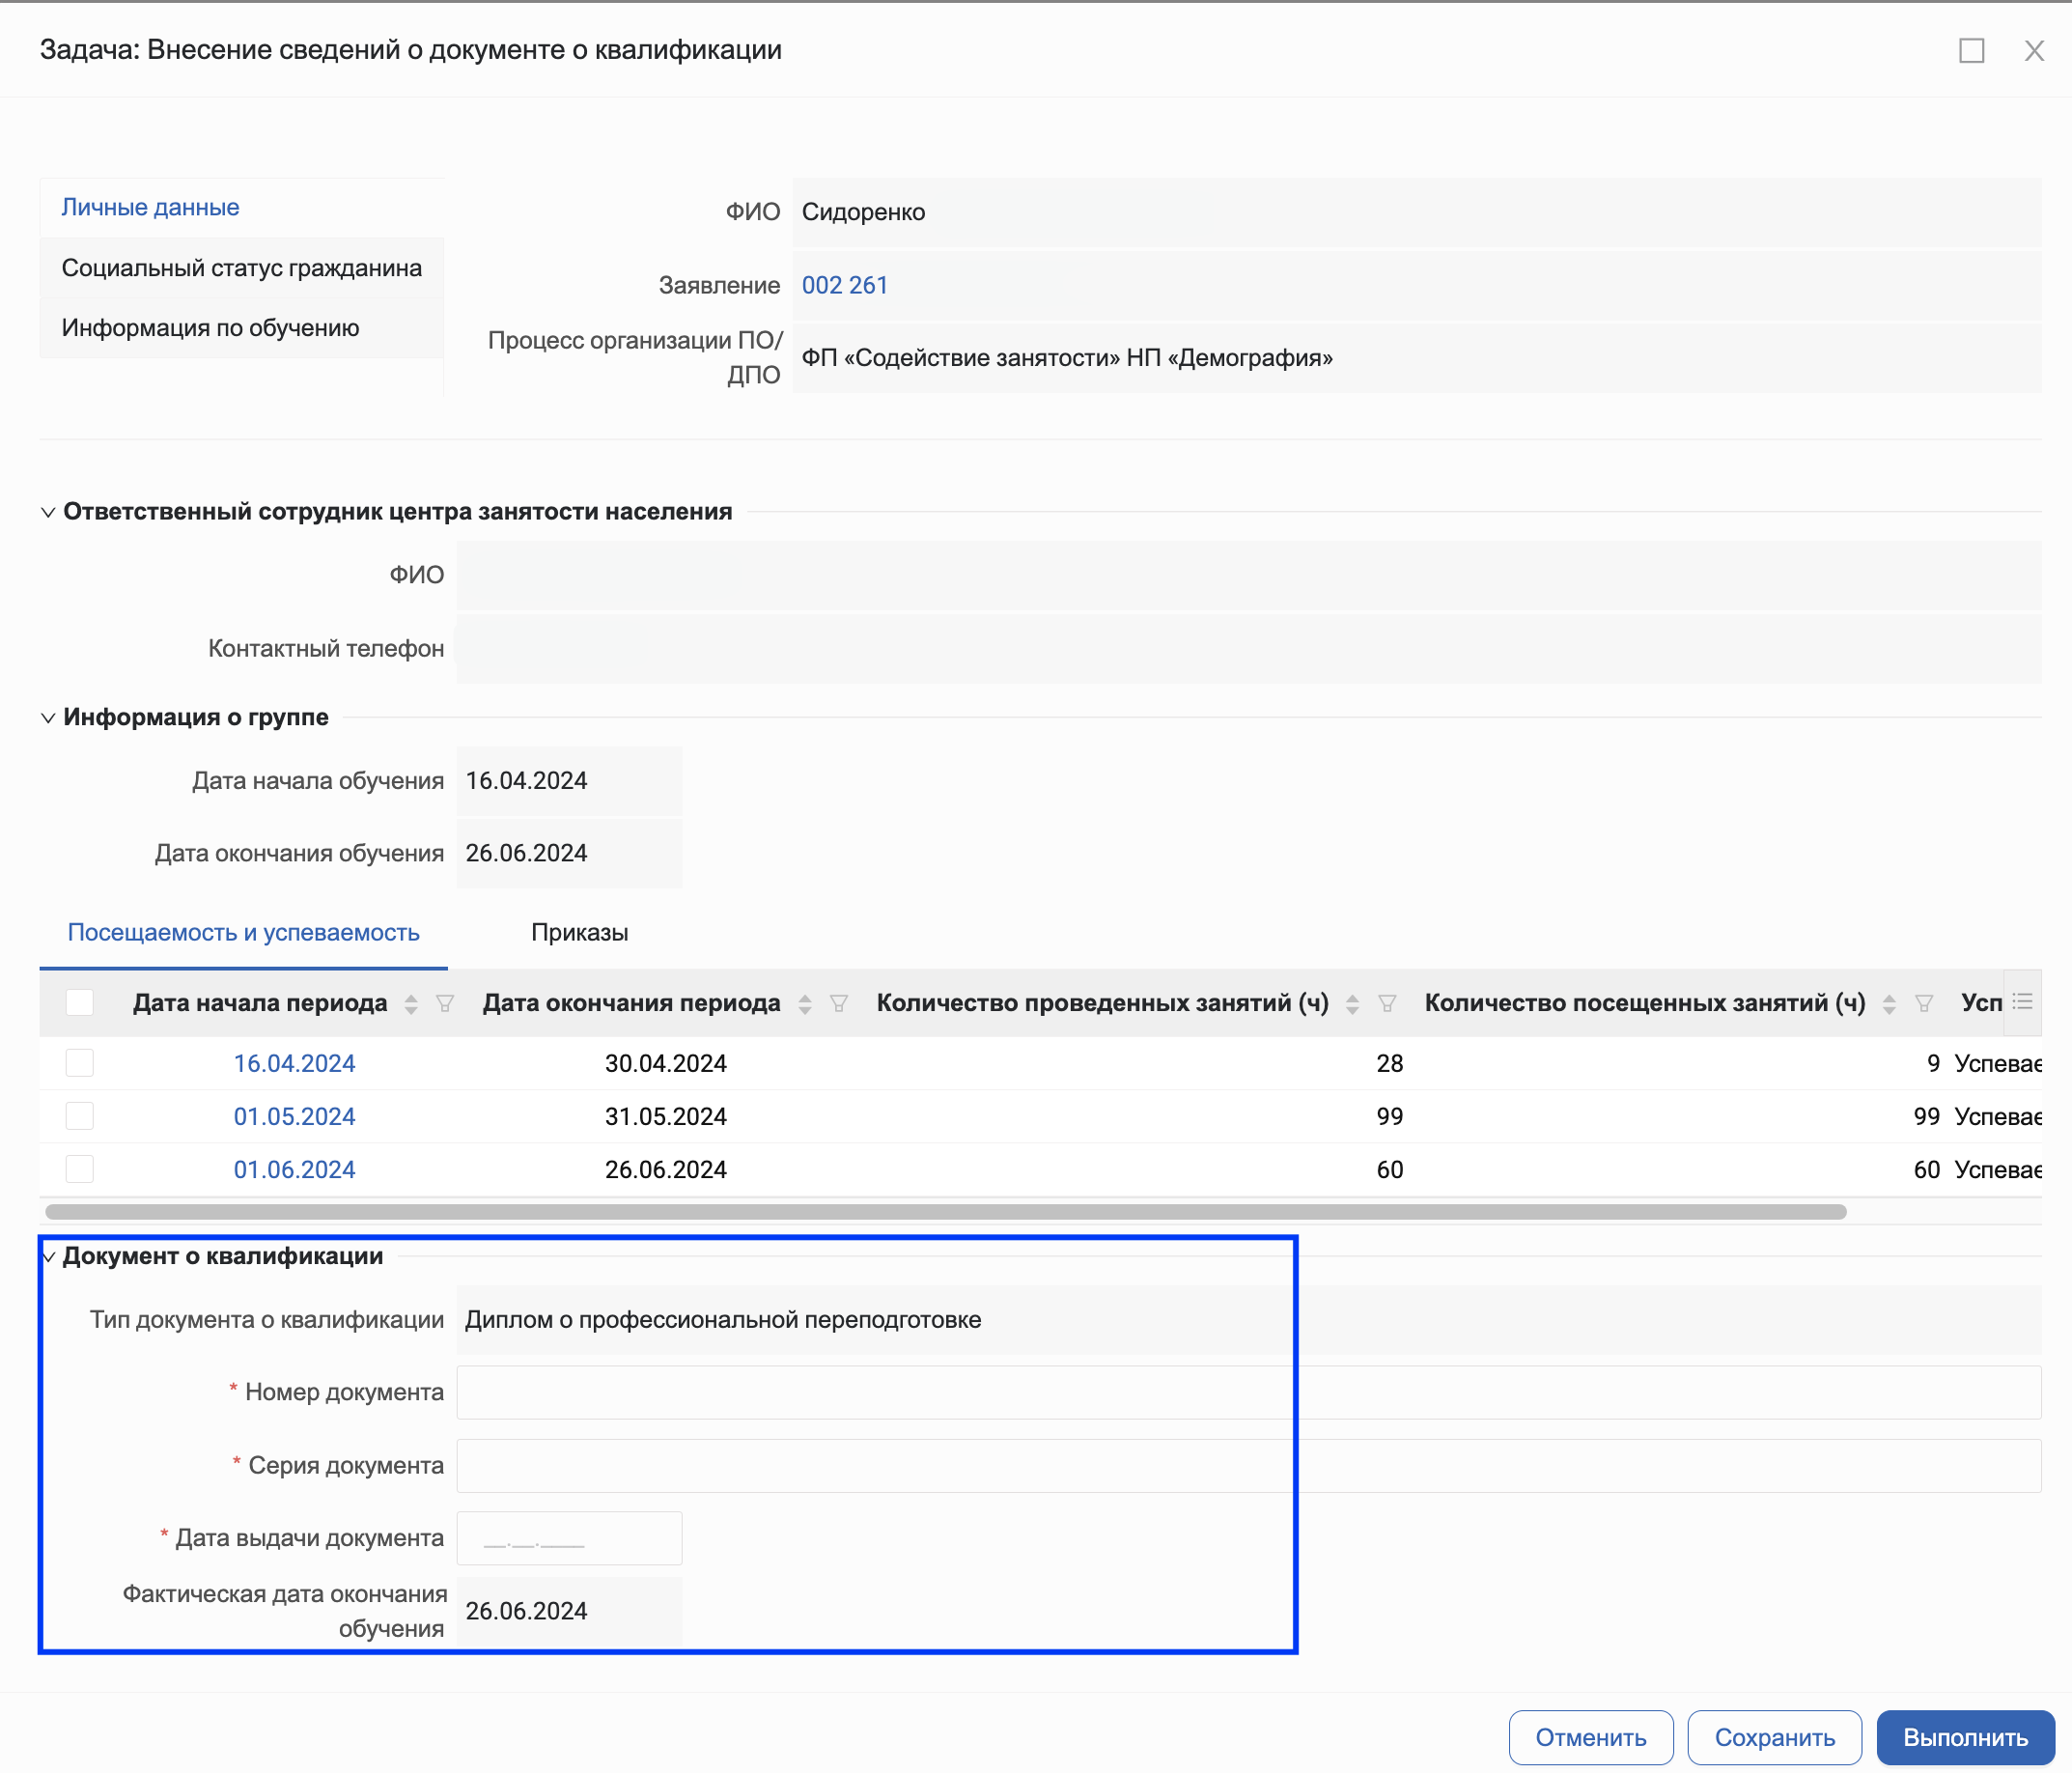 Задача: Внесение сведений о документе о квалификации
Личные данные
Социальный статус гражданина
Информация по обучению
ФИО Сидоренко
Заявление 002 261
Процесс организации ПО/
ДПО
ФП «Содействие занятости» НП «Демография»
Ответственный сотрудник центра занятости населения
ФИО
Контактный телефон
Информация о группе
Дата начала обучения 16.04.2024
Дата окончания обучения 26.06.2024
Посещаемость и успеваемость Приказы
Дата начала периода Дата окончания периода Количество проведенных занятий (ч) Количество посещенных занятий (ч) Усп
16.04.2024 30.04.2024 28 9 Успевае
01.05.2024 31.05.2024 99 99 Успевае
01.06.2024 26.06.2024 60 60 Успевае
Документ о квалификации
Тип документа о квалификации Диплом о профессиональной переподготовке
* Номер документа
* Серия документа
* Дата выдачи документа __.__.____
Фактическая дата окончания
обучения
26.06.2024
Отменить Сохранить Выполнить